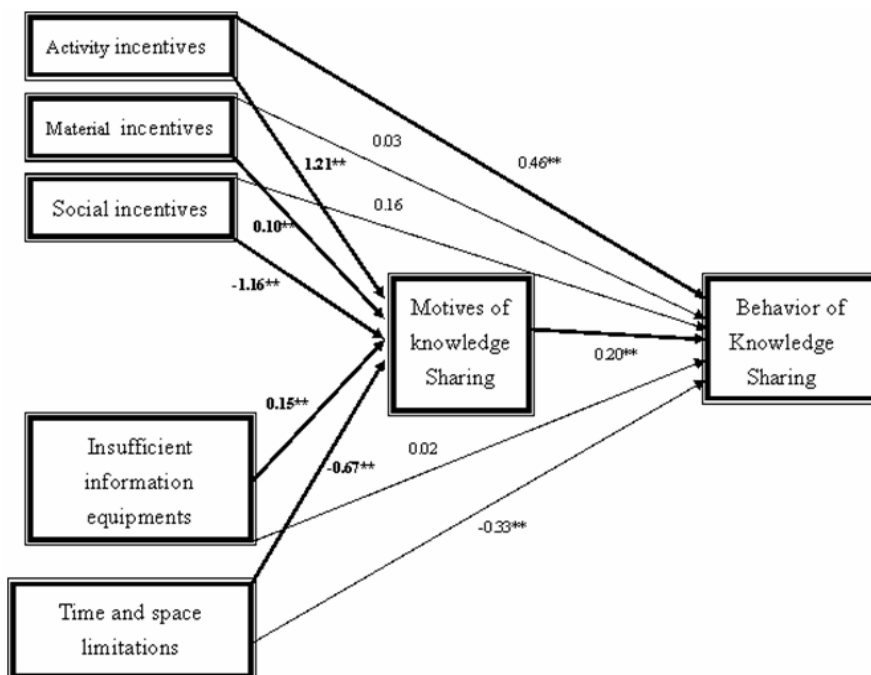 Activity incentives
Material incentives
Social incentives
0.03
0.46**
1.21**
0.16
0.10**
-1.16**
Motives of
knowledge
Sharing
Behavior of
Knowledge
Sharing
0.20**
0.15**
Insufficient
information
equipments
0.02
-0.67**
-0.33**
Time and space
limitations